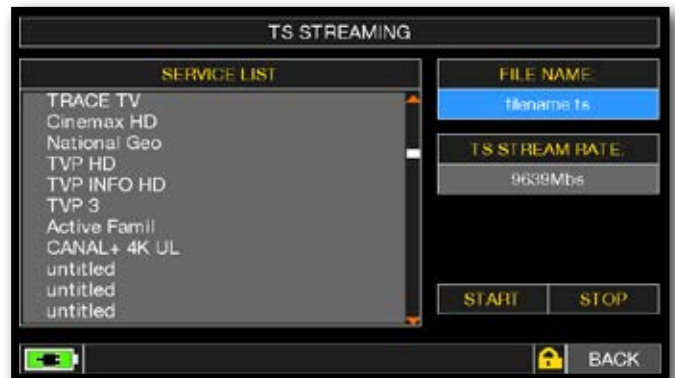 TS STREAMING
SERVICE LIST
TRACE TV
Cinemax HD
National Geo
TVP HD
TVP INFO HD
TVP 3
Active Famil
CANAL+ 4K UL
untitled
untitled
untitled
FILE NAME:
filename.ts
TS STREAM RATE:
9639Mbs
START
STOP
BACK